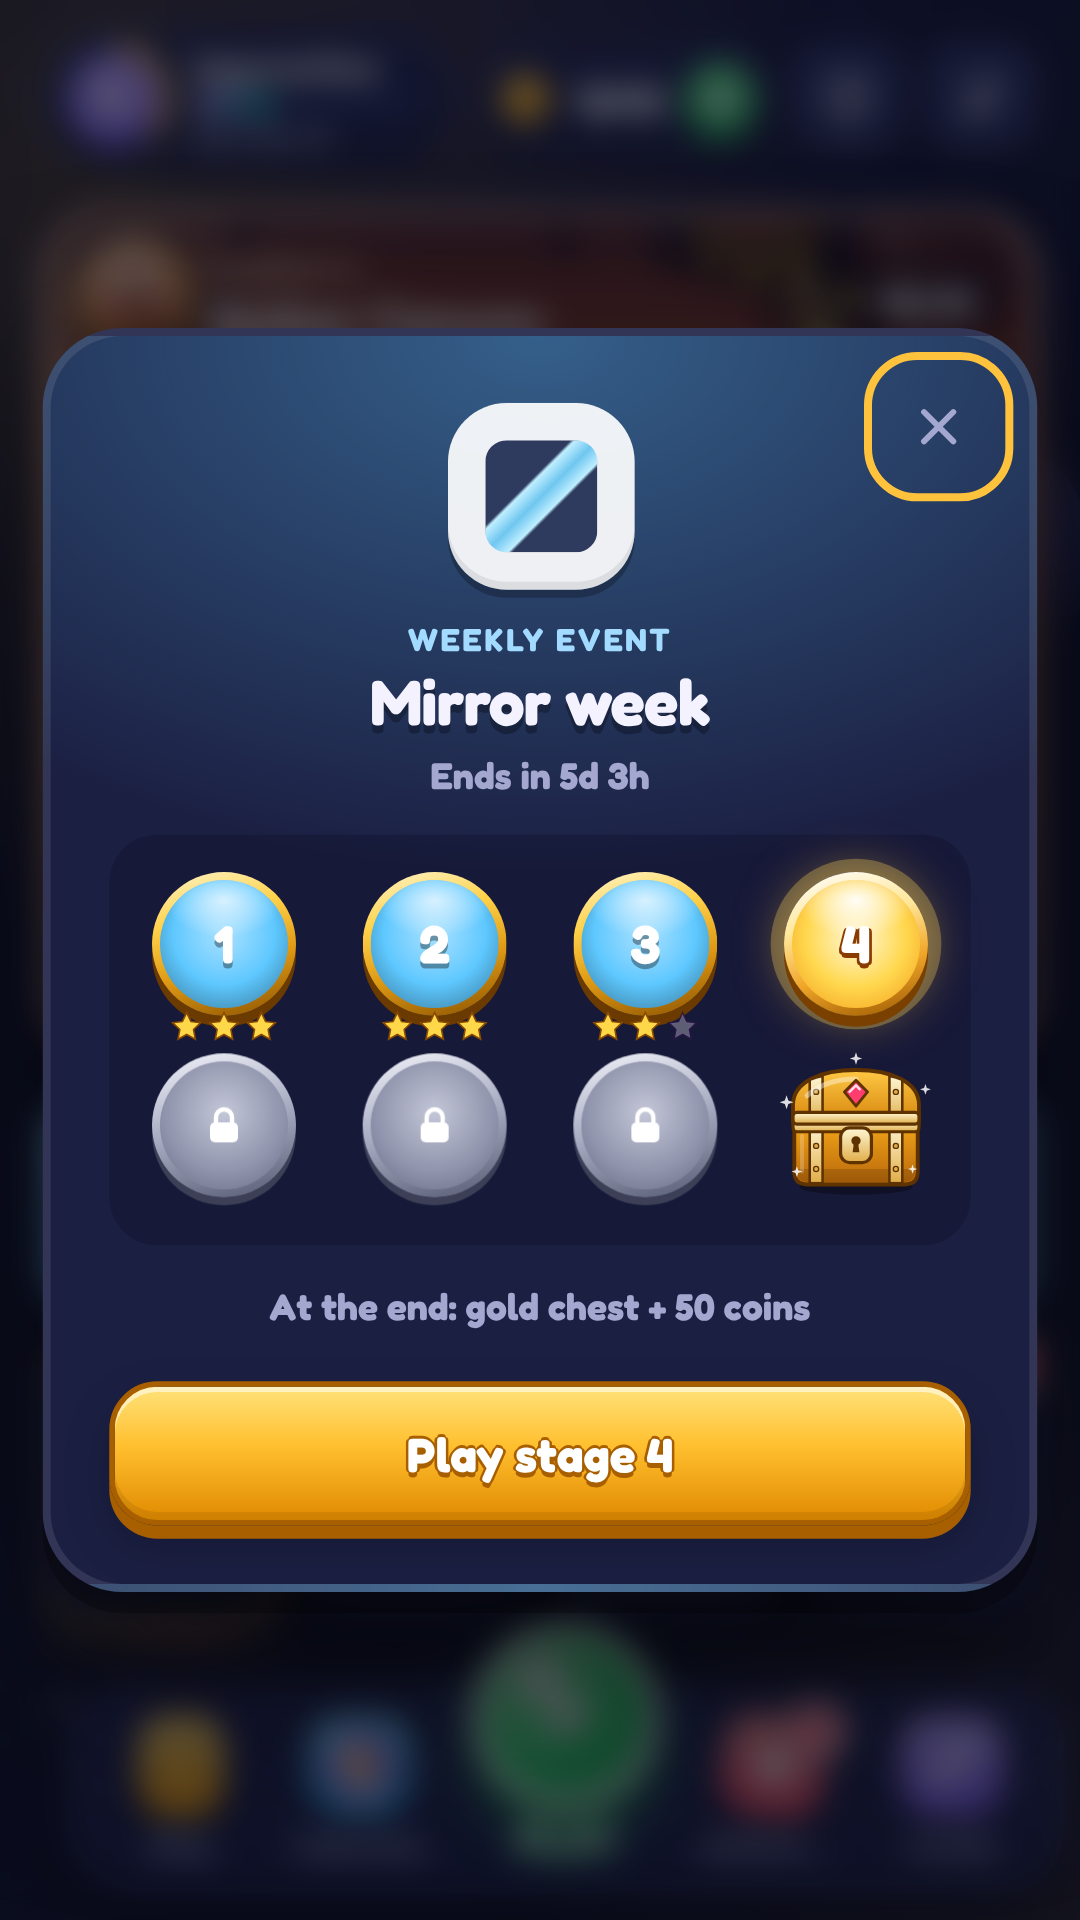 WEEKLY EVENT
Mirror week
Ends in 5d 3h
1 2 3 4
At the end: gold chest + 50 coins
Play stage 4